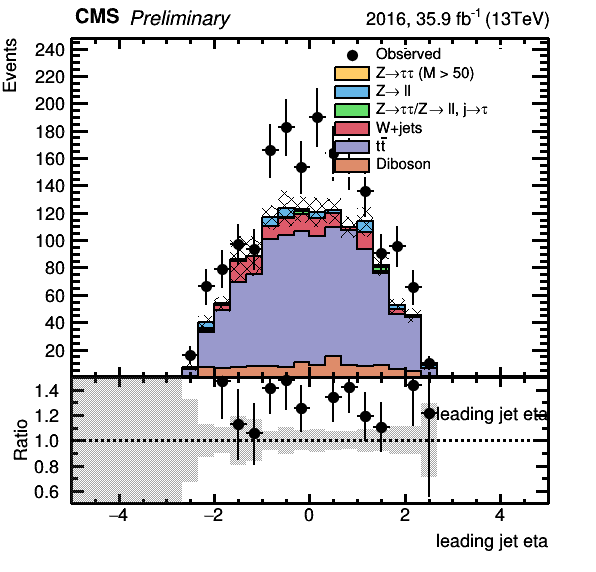 CMS Preliminary 2016, 35.9 fb⁻¹ (13TeV)
Events
240
220
200
180
160
140
120
100
80
60
40
20
Observed
Z→ττ (M > 50)
Z→ ll
Z→ττ/Z→ ll, j→τ
W+jets
tt̄
Diboson
Ratio
1.4
1.2
1.0
0.8
0.6
leading jet eta
−4 −2 0 2 4
leading jet eta